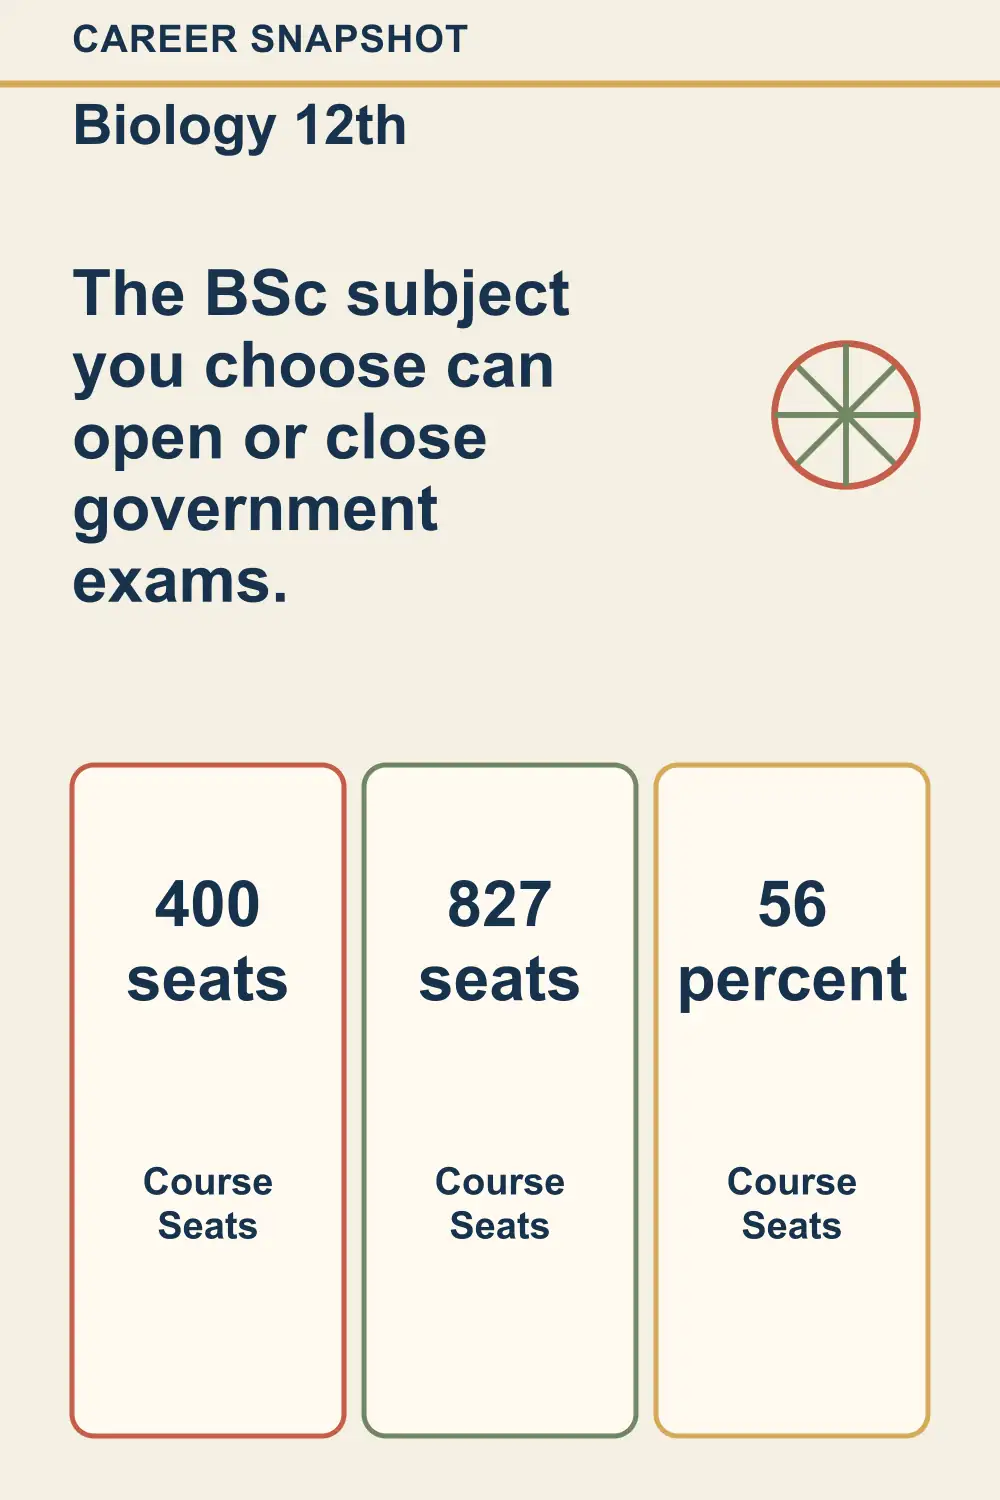 CAREER SNAPSHOT
Biology 12th
The BSc subject
you choose can
open or close
government
exams.
400
seats
Course
Seats
827
seats
Course
Seats
56
percent
Course
Seats